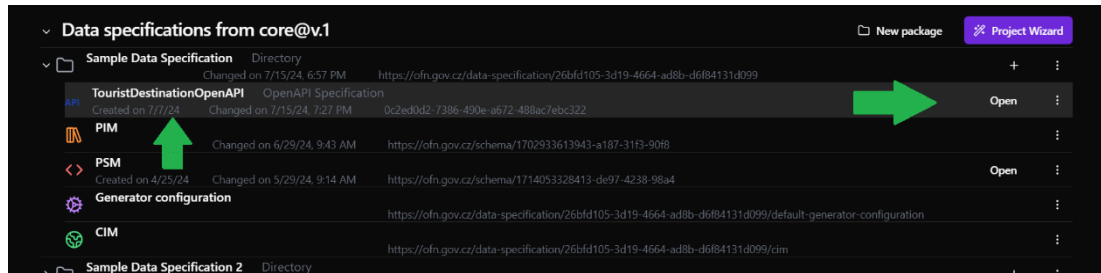 Data specifications from core@v.1
New package
Project Wizard
Sample Data Specification Directory
Changed on 7/15/24, 6:57 PM https://ofn.gov.cz/data-specification/26bfd105-3d19-4664-ad8b-d6f84131d099
API TouristDestinationOpenAPI OpenAPI Specification
Created on 7/7/24 Changed on 7/15/24, 7:27 PM 0c2ed0d2-7386-490e-a672-488ac7ebc322
Open
PIM
Changed on 6/29/24, 9:43 AM https://ofn.gov.cz/schema/1702933613943-a187-31f3-90f8
PSM
Created on 4/25/24 Changed on 5/29/24, 9:14 AM https://ofn.gov.cz/schema/1714053328413-de97-4238-98a4
Open
Generator configuration
https://ofn.gov.cz/data-specification/26bfd105-3d19-4664-ad8b-d6f84131d099/default-generator-configuration
CIM
https://ofn.gov.cz/data-specification/26bfd105-3d19-4664-ad8b-d6f84131d099/cim
Sample Data Specification 2 Directory